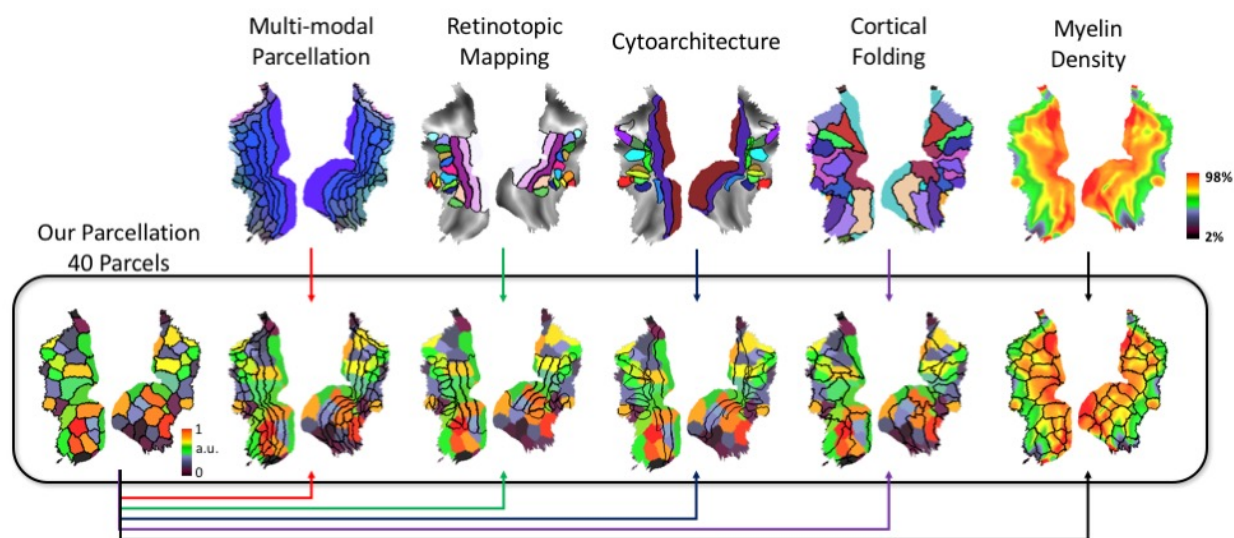 Multi-modal
Parcellation
Retinotopic
Mapping
Cytoarchitecture
Cortical
Folding
Myelin
Density
98%
2%
Our Parcellation
40 Parcels
1
a.u.
0